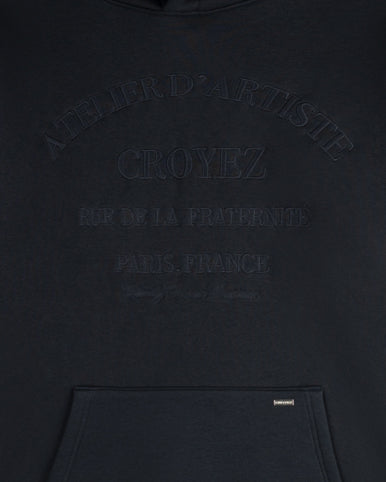 ATELIER D'ARTISTE
CROYEZ
RUE DE LA FRATERNITÉ
PARIS, FRANCE